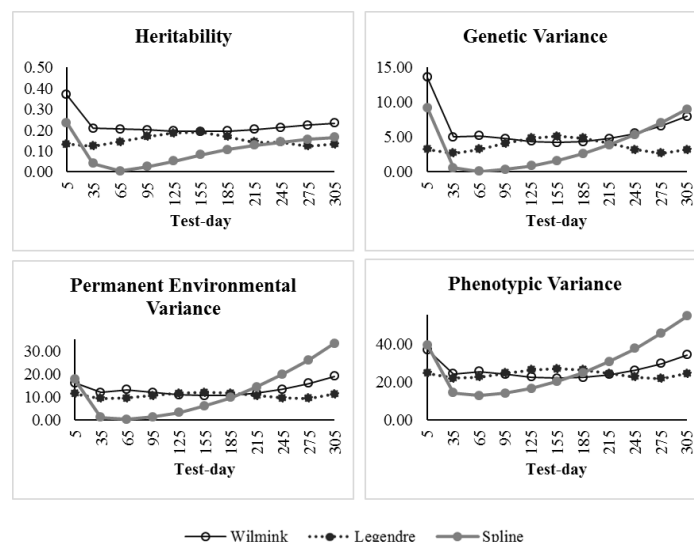 Heritability
0.50
0.40
0.30
0.20
0.10
0.00
5 35 65 95 125 155 185 215 245 275 305
Test-day
Genetic Variance
15.00
10.00
5.00
0.00
5 35 65 95 125 155 185 215 245 275 305
Test-day
Permanent Environmental
Variance
30.00
20.00
10.00
0.00
5 35 65 95 125 155 185 215 245 275 305
Test-day
Phenotypic Variance
40.00
20.00
0.00
5 35 65 95 125 155 185 215 245 275 305
Test-day
Wilmink Legendre Spline